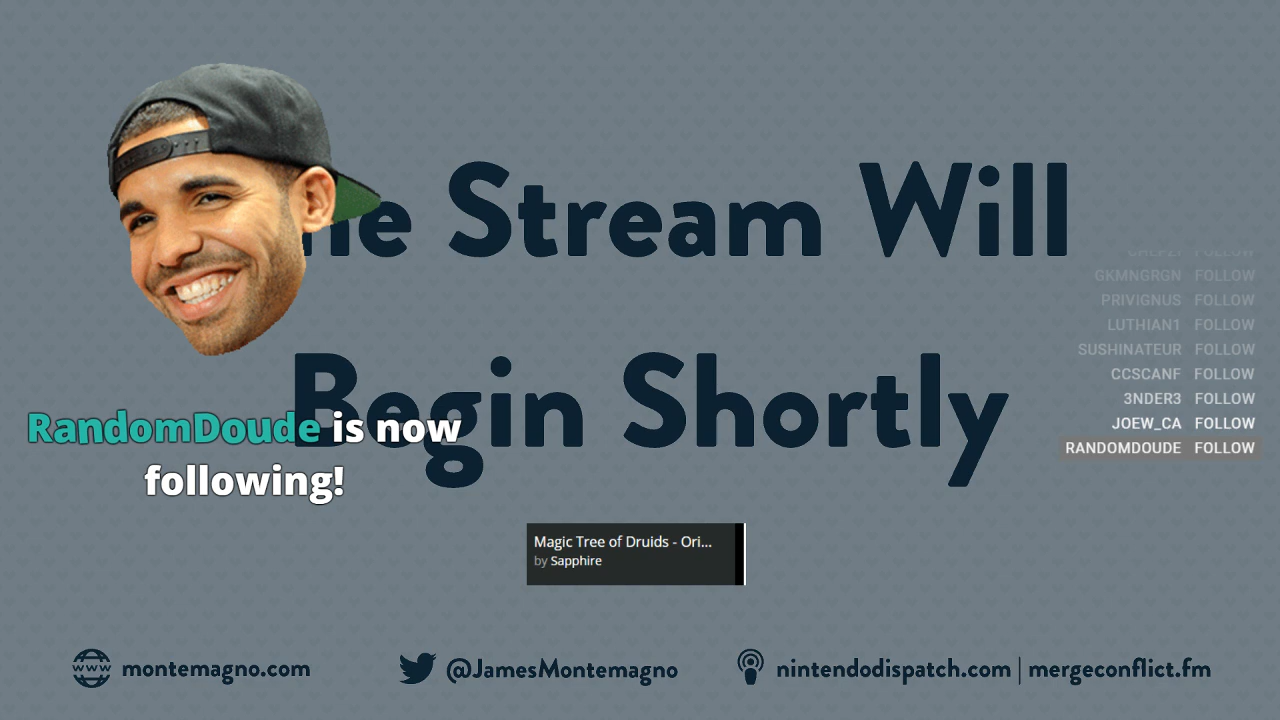 he Stream Will
Begin Shortly
RandomDoude is now
following!
GKMNGRGN FOLLOW
PRIVIGNUS FOLLOW
LUTHIAN1 FOLLOW
SUSHINATEUR FOLLOW
CCSCANF FOLLOW
3NDER3 FOLLOW
JOEW_CA FOLLOW
RANDOMDOUDE FOLLOW
Magic Tree of Druids - Ori...
by Sapphire
www montemagno.com
@JamesMontemagno
nintendodispatch.com | mergeconflict.fm